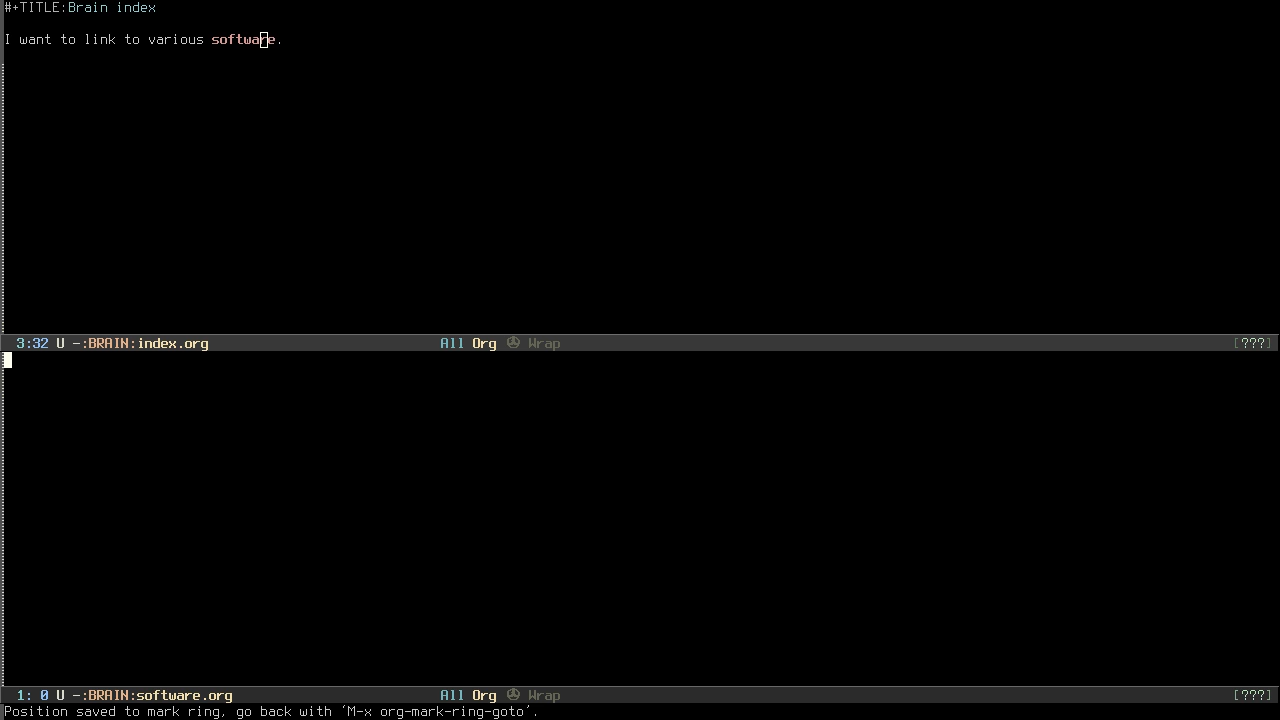 #+TITLE:Brain index
I want to link to various software.
3:32 U -:BRAIN:index.org All Org Wrap [???]
1: 0 U -:BRAIN:software.org All Org Wrap [???]
Position saved to mark ring, go back with ‘M-x org-mark-ring-goto’.